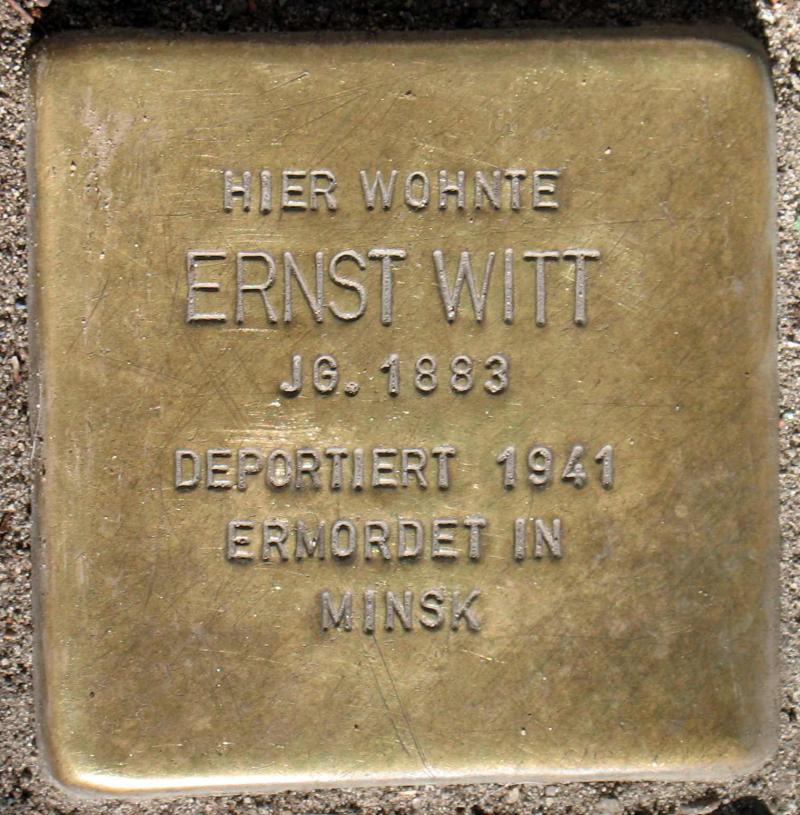 HIER WOHNTE
ERNST WITT
JG. 1883
DEPORTIERT 1941
ERMORDET IN
MINSK